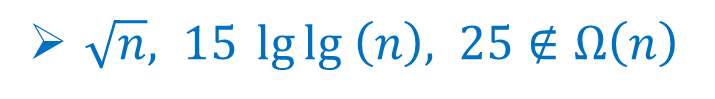 ➢ √n, 15 lg lg (n), 25 ∉ Ω(n)